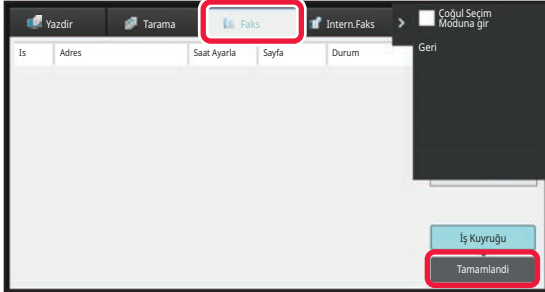 Yazdir Tarama Faks Intern.Faks
Çoğul Seçim
Moduna gir
Is Adres Saat Ayarla Sayfa Durum
Geri
İş Kuyruğu
Tamamlandi